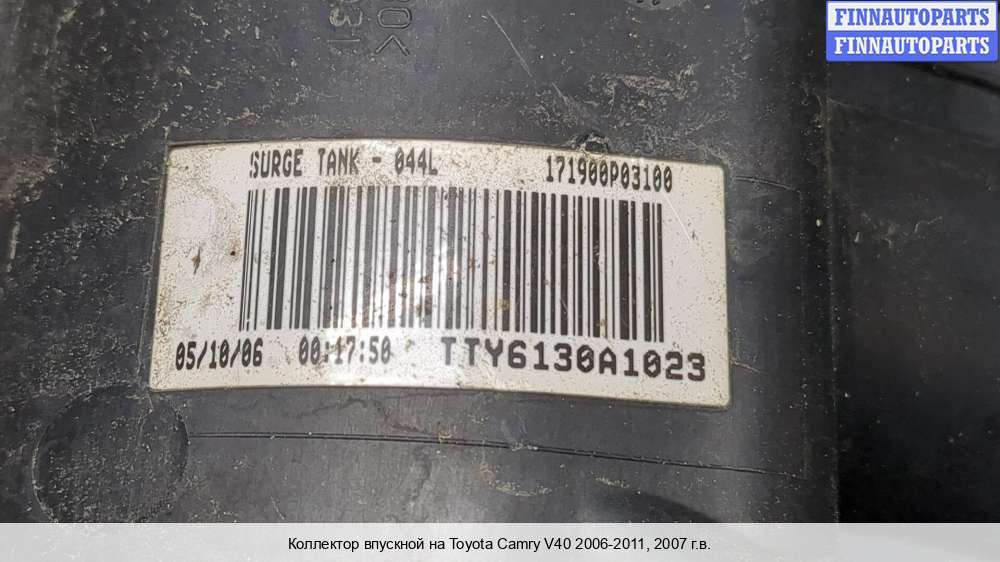 FINNAUTOPARTS
FINNAUTOPARTS
SURGE TANK - 044L 171900P03100
05/10/06 00:17:50 TTY6130A1023
Коллектор впускной на Toyota Camry V40 2006-2011, 2007 г.в.